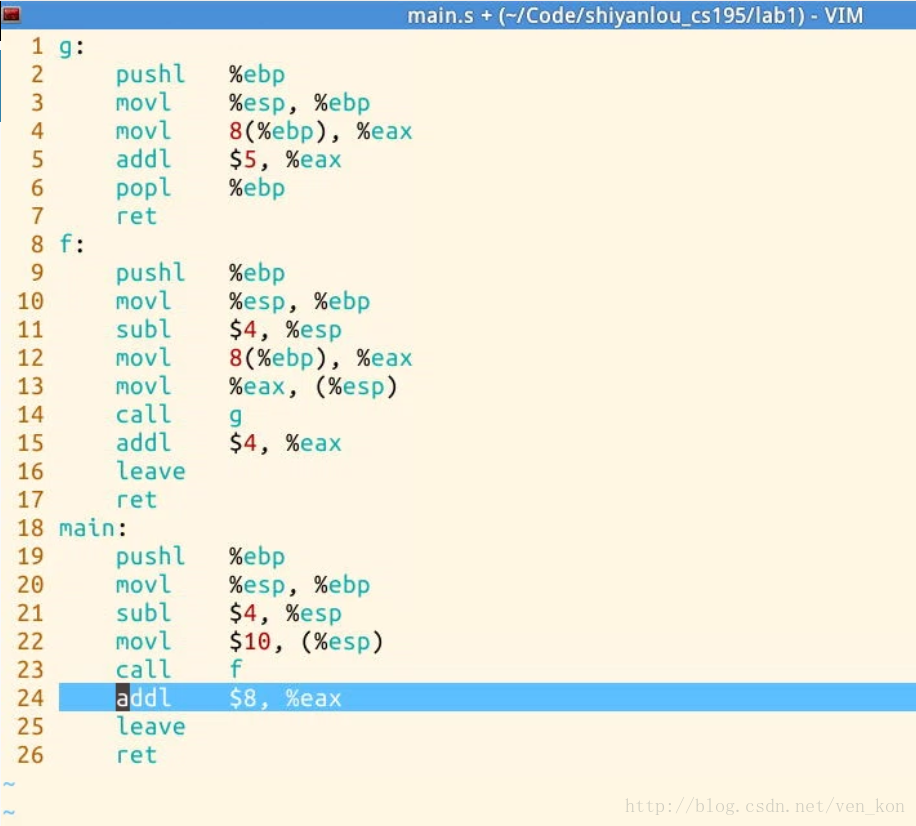 main.s + (~/Code/shiyanlou_cs195/lab1) - VIM
1 g:
2     pushl   %ebp
3     movl    %esp, %ebp
4     movl    8(%ebp), %eax
5     addl    $5, %eax
6     popl    %ebp
7     ret
8 f:
9     pushl   %ebp
10     movl    %esp, %ebp
11     subl    $4, %esp
12     movl    8(%ebp), %eax
13     movl    %eax, (%esp)
14     call    g
15     addl    $4, %eax
16     leave
17     ret
18 main:
19     pushl   %ebp
20     movl    %esp, %ebp
21     subl    $4, %esp
22     movl    $10, (%esp)
23     call    f
24     addl    $8, %eax
25     leave
26     ret
~
~
http://blog.csdn.net/ven_kon